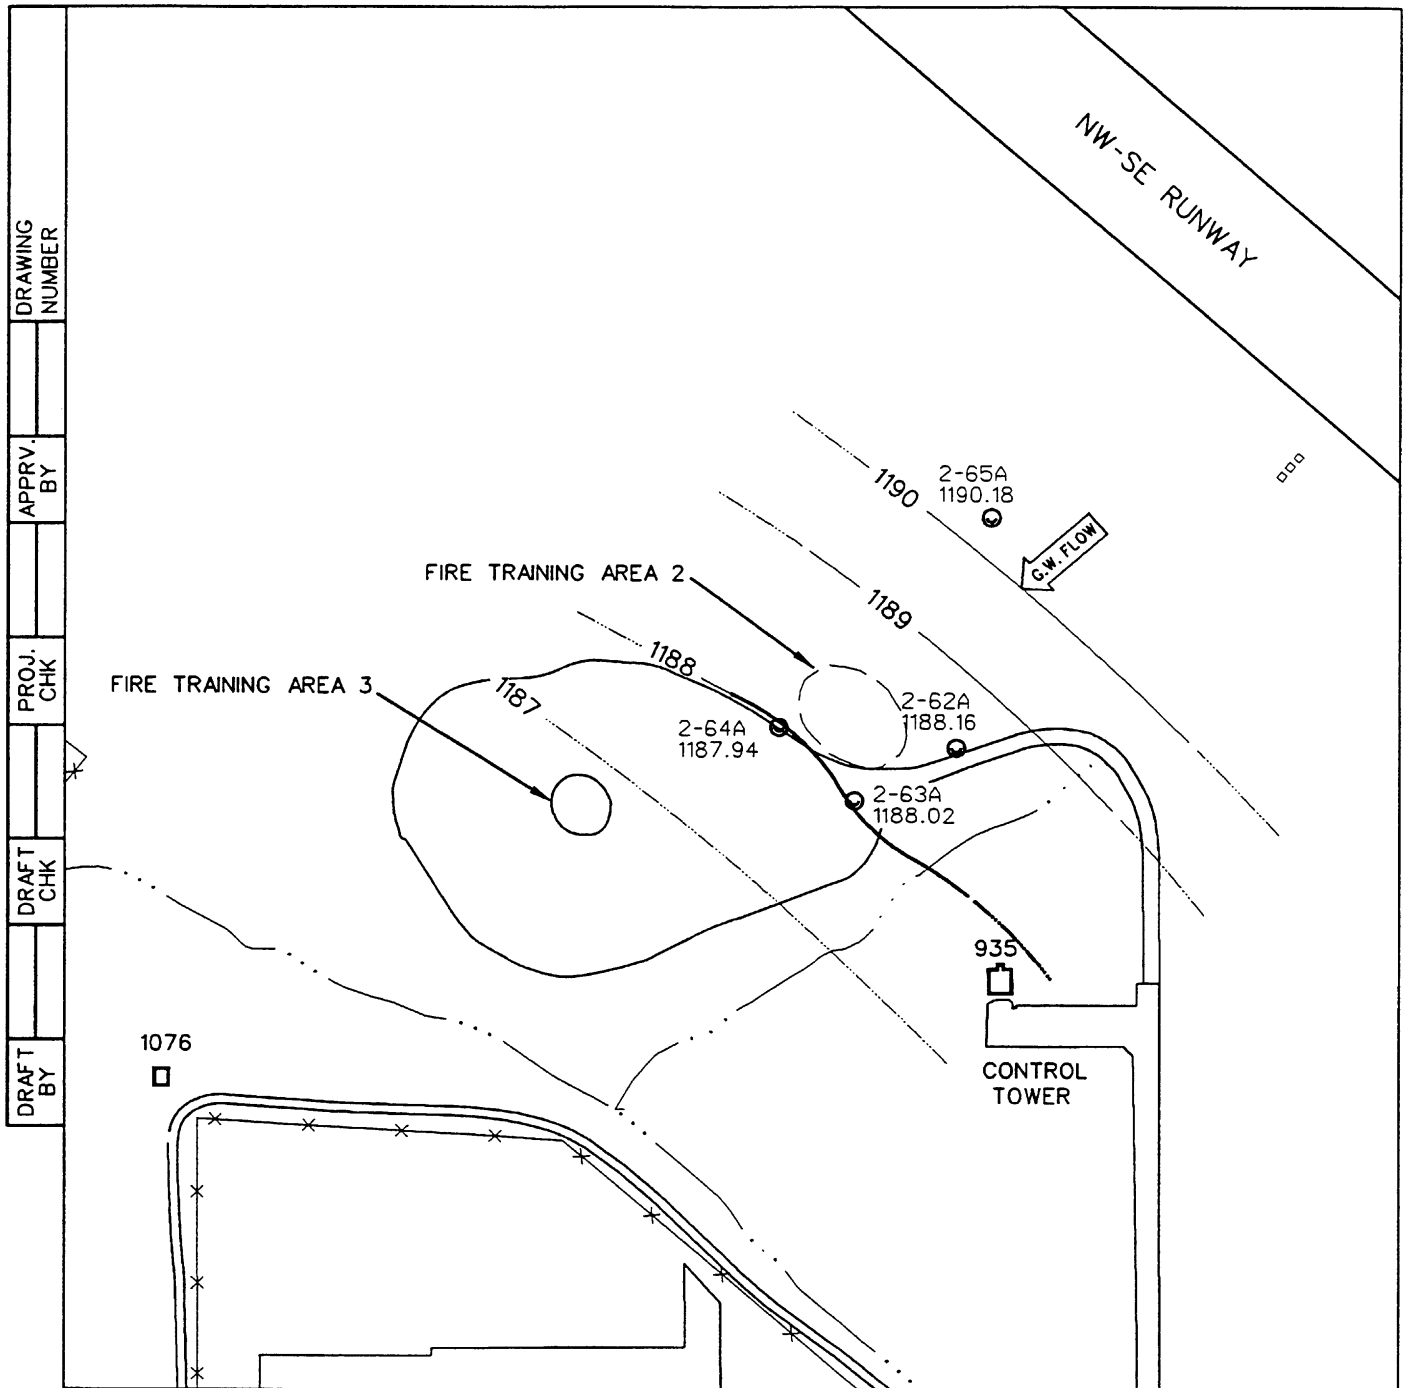 DRAWING
NUMBER
APPRV.
BY
PROJ.
CHK
DRAFT
CHK
DRAFT
BY
NW-SE RUNWAY
1190
2-65A
1190.18
G.W. FLOW
FIRE TRAINING AREA 2
1189
1188
FIRE TRAINING AREA 3
1187
2-62A
1188.16
2-64A
1187.94
2-63A
1188.02
935
1076
CONTROL
TOWER